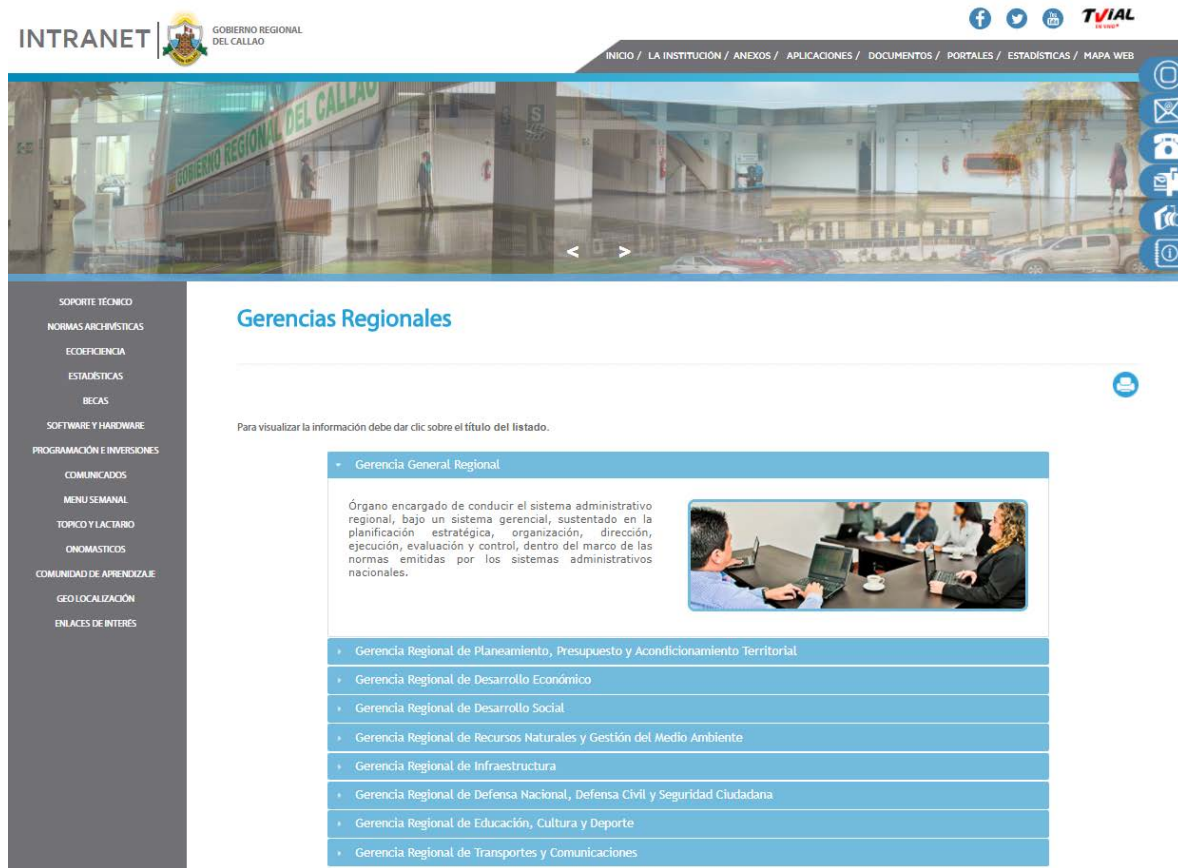 INTRANET
GOBIERNO REGIONAL
DEL CALLAO
You
Tube
TVIAL
INICIO / LA INSTITUCIÓN / ANEXOS / APLICACIONES / DOCUMENTOS / PORTALES / ESTADÍSTICAS / MAPA WEB
GOBIERNO REGIONAL DEL CALLAO
S
< >
SOPORTE TÉCNICO
NORMAS ARCHIVÍSTICAS
ECOEFICIENCIA
ESTADÍSTICAS
BECAS
SOFTWARE Y HARDWARE
PROGRAMACIÓN E INVERSIONES
COMUNICADOS
MENU SEMANAL
TOPICO Y LACTARIO
ONOMASTICOS
COMUNIDAD DE APRENDIZAJE
GEO LOCALIZACIÓN
ENLACES DE INTERÉS
Gerencias Regionales
Para visualizar la información debe dar clic sobre el título del listado.
Gerencia General Regional
Órgano encargado de conducir el sistema administrativo
regional, bajo un sistema gerencial, sustentado en la
planificación estratégica, organización, dirección,
ejecución, evaluación y control, dentro del marco de las
normas emitidas por los sistemas administrativos
nacionales.
Gerencia Regional de Planeamiento, Presupuesto y Acondicionamiento Territorial
Gerencia Regional de Desarrollo Económico
Gerencia Regional de Desarrollo Social
Gerencia Regional de Recursos Naturales y Gestión del Medio Ambiente
Gerencia Regional de Infraestructura
Gerencia Regional de Defensa Nacional, Defensa Civil y Seguridad Ciudadana
Gerencia Regional de Educación, Cultura y Deporte
Gerencia Regional de Transportes y Comunicaciones